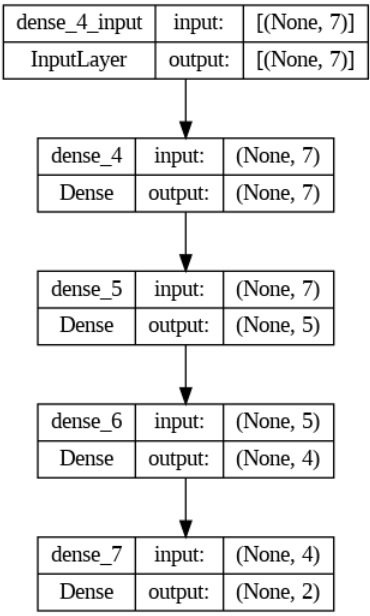 dense_4_input input: [(None, 7)]
InputLayer output: [(None, 7)]
dense_4 input: (None, 7)
Dense output: (None, 7)
dense_5 input: (None, 7)
Dense output: (None, 5)
dense_6 input: (None, 5)
Dense output: (None, 4)
dense_7 input: (None, 4)
Dense output: (None, 2)